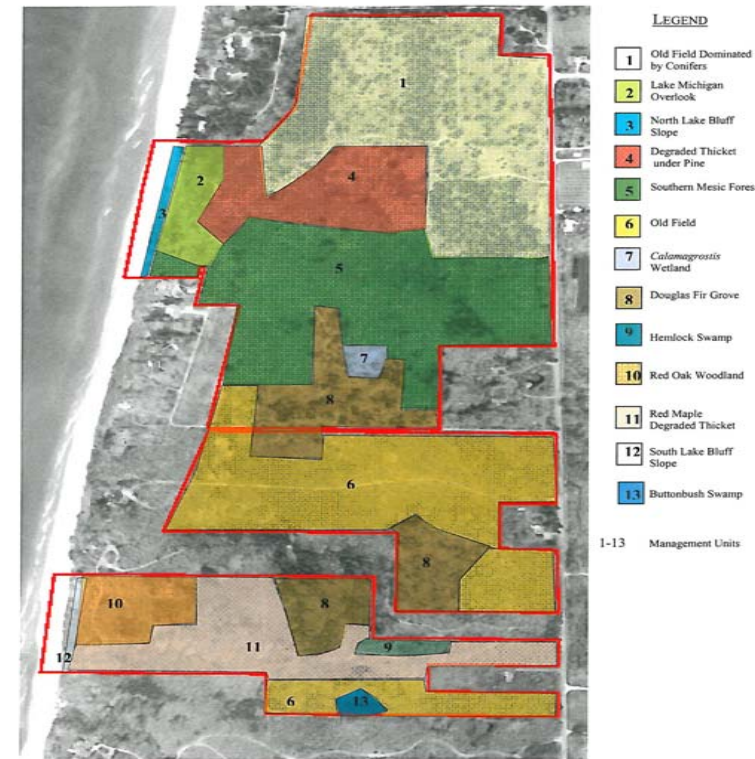 LEGEND
1 Old Field Dominated
by Conifers
2 Lake Michigan
Overlook
3 North Lake Bluff
Slope
4 Degraded Thicket
under Pine
5 Southern Mesic Fores
6 Old Field
7 Calamagrostis
Wetland
8 Douglas Fir Grove
9 Hemlock Swamp
10 Red Oak Woodland
11 Red Maple
Degraded Thicket
12 South Lake Bluff
Slope
13 Buttonbush Swamp
1-13 Management Units
1
2
3
4
5
7
8
6
8
10
8
11
9
12
6
13